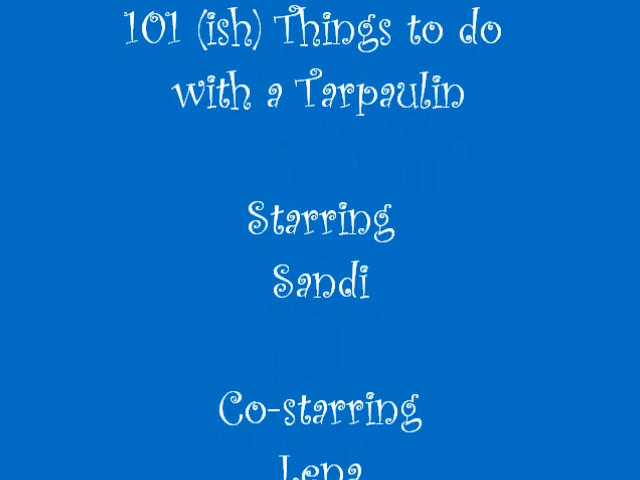 101 (ish) Things to do
with a Tarpaulin
Starring
Sandi
Co-starring
Lena